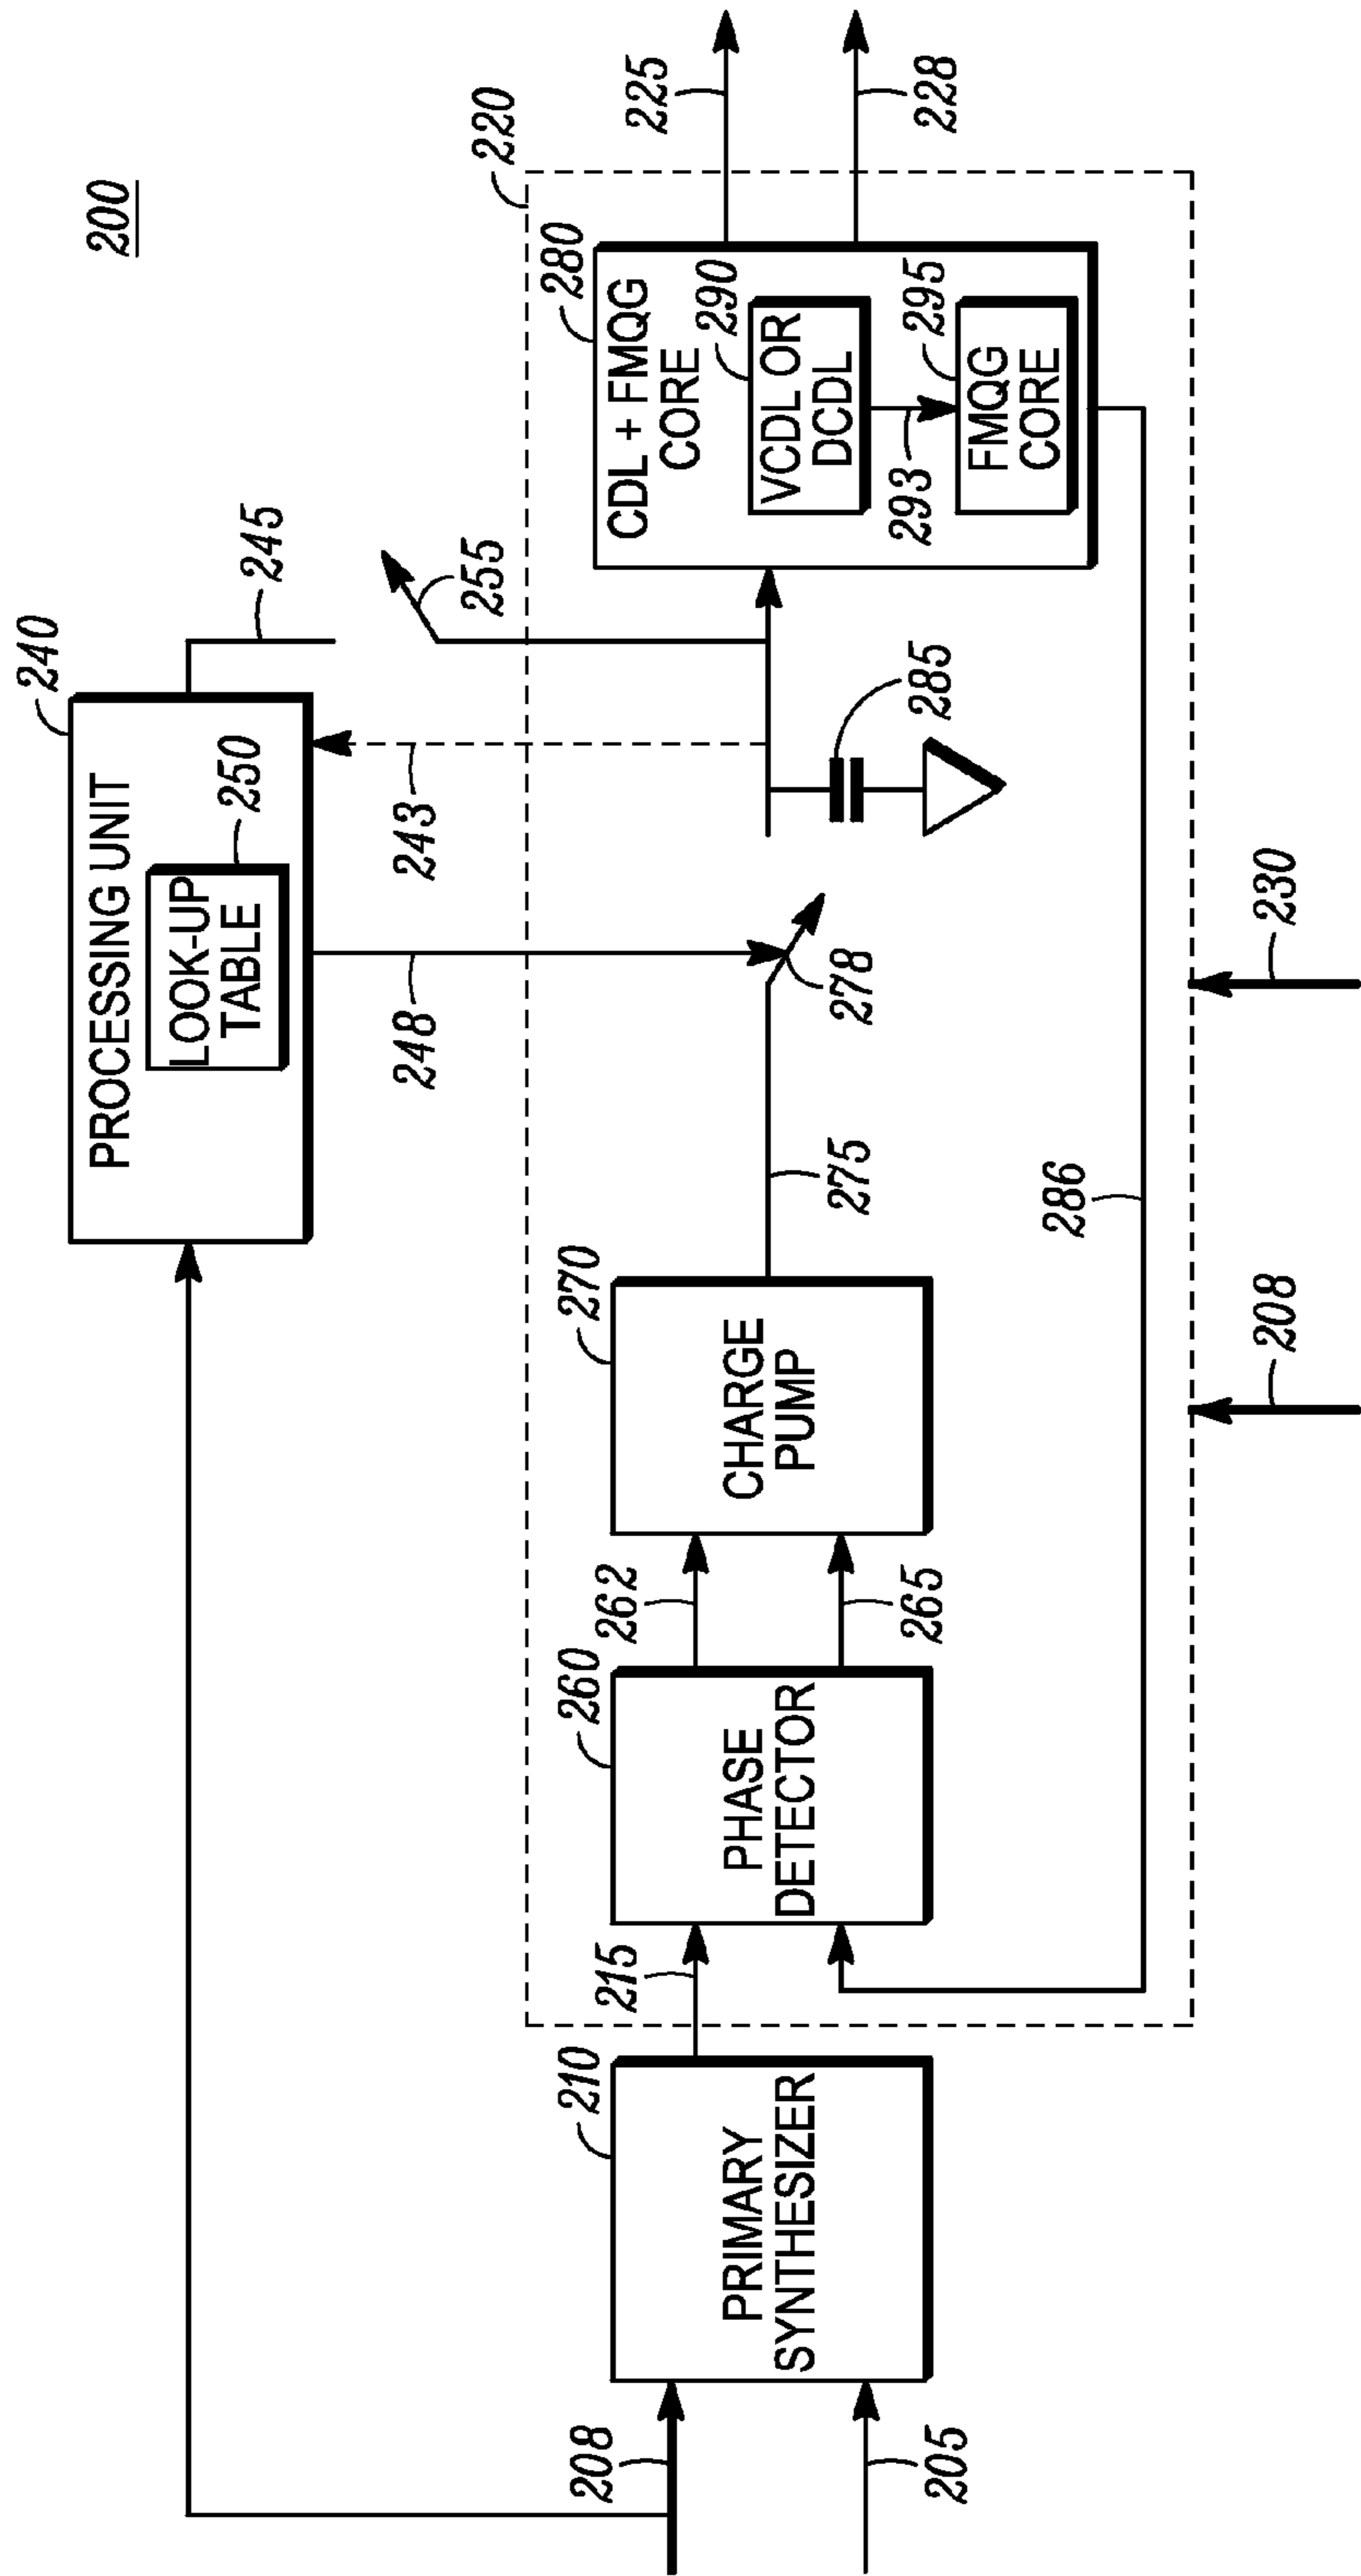 200
240
PROCESSING UNIT
250
LOOK-UP
TABLE
245
255
243
248
220
225
228
280
CDL + FMQG
CORE
290
VCDL OR
DCDL
293
295
FMQG
CORE
285
278
275
270
CHARGE
PUMP
262
265
260
PHASE
DETECTOR
215
210
PRIMARY
SYNTHESIZER
208
205
286
208
230